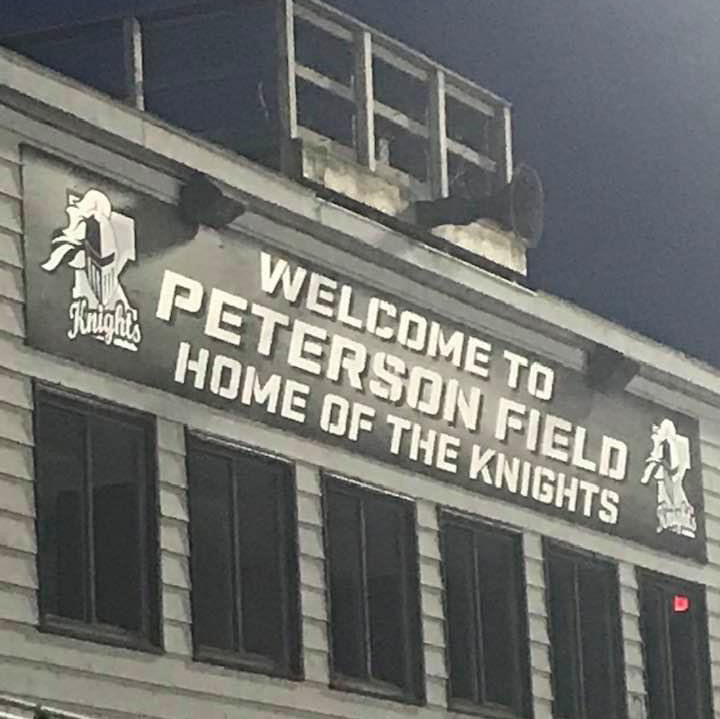 WELCOME TO
PETERSON FIELD
HOME OF THE KNIGHTS
Knights
Knights